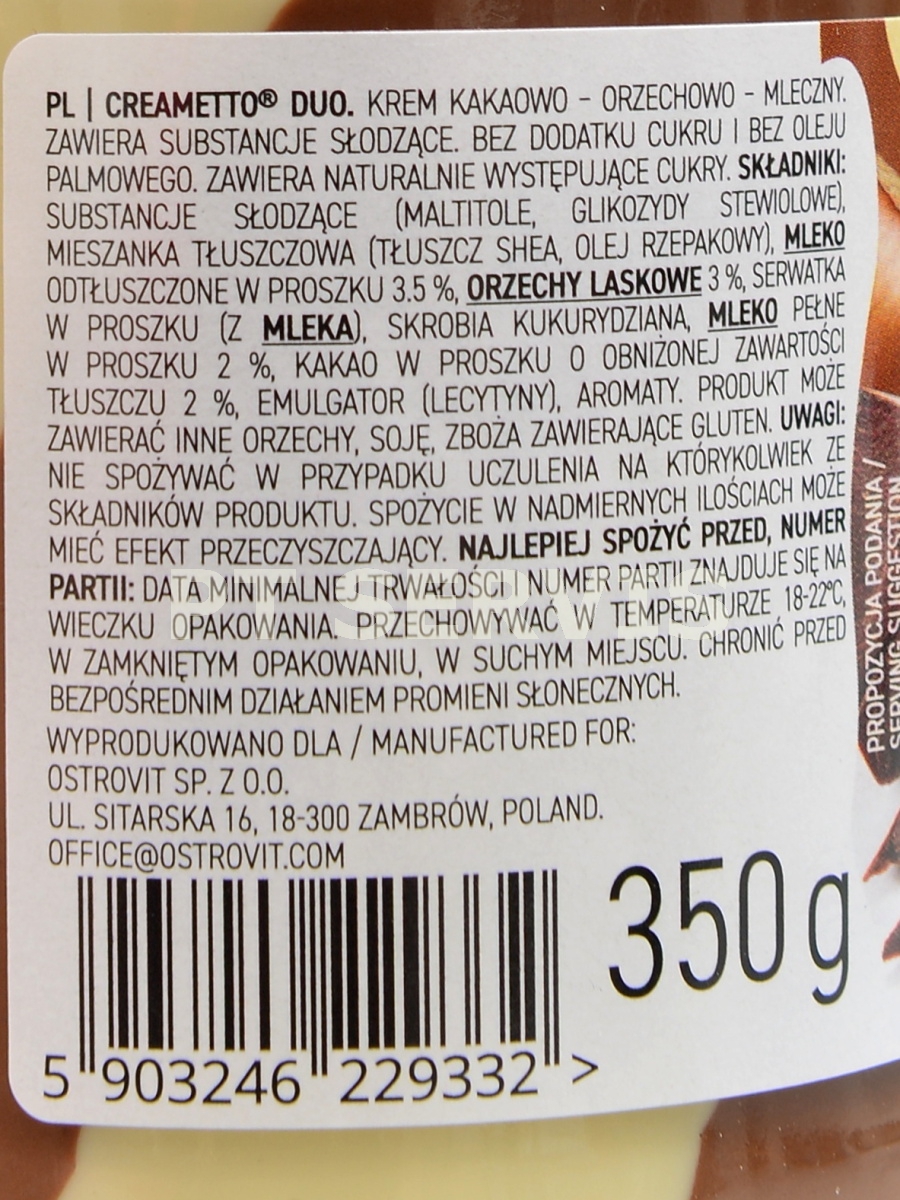 PL | CREAMETTO® DUO. KREM KAKAOWO - ORZECHOWO - MLECZNY.
ZAWIERA SUBSTANCJE SŁODZĄCE. BEZ DODATKU CUKRU I BEZ OLEJU
PALMOWEGO. ZAWIERA NATURALNIE WYSTĘPUJĄCE CUKRY. SKŁADNIKI:
SUBSTANCJE SŁODZĄCE (MALTITOLE, GLIKOZYDY STEWIOLOWE),
MIESZANKA TŁUSZCZOWA (TŁUSZCZ SHEA, OLEJ RZEPAKOWY), MLEKO
ODTŁUSZCZONE W PROSZKU 3.5 %, ORZECHY LASKOWE 3 %, SERWATKA
W PROSZKU (Z MLEKA), SKROBIA KUKURYDZIANA, MLEKO PEŁNE
W PROSZKU 2 %, KAKAO W PROSZKU O OBNIŻONEJ ZAWARTOŚCI
TŁUSZCZU 2 %, EMULGATOR (LECYTYNY), AROMATY. PRODUKT MOŻE
ZAWIERAĆ INNE ORZECHY, SOJĘ, ZBOŻA ZAWIERAJĄCE GLUTEN. UWAGI:
NIE SPOŻYWAĆ W PRZYPADKU UCZULENIA NA KTÓRYKOLWIEK ZE
SKŁADNIKÓW PRODUKTU. SPOŻYCIE W NADMIERNYCH ILOŚCIACH MOŻE
MIEĆ EFEKT PRZECZYSZCZAJĄCY. NAJLEPIEJ SPOŻYĆ PRZED, NUMER
PARTII: DATA MINIMALNEJ TRWAŁOŚCI I NUMER PARTII ZNAJDUJE SIĘ NA
WIECZKU OPAKOWANIA. PRZECHOWYWAĆ W TEMPERATURZE 18-22°C,
W ZAMKNIĘTYM OPAKOWANIU, W SUCHYM MIEJSCU. CHRONIĆ PRZED
BEZPOŚREDNIM DZIAŁANIEM PROMIENI SŁONECZNYCH.
WYPRODUKOWANO DLA / MANUFACTURED FOR:
OSTROVIT SP. Z O.O.
UL. SITARSKA 16, 18-300 ZAMBRÓW, POLAND.
OFFICE@OSTROVIT.COM
350 g
5 903246 229332 >
PROPOZYCJA PODANIA /
SERVING SUGGESTION